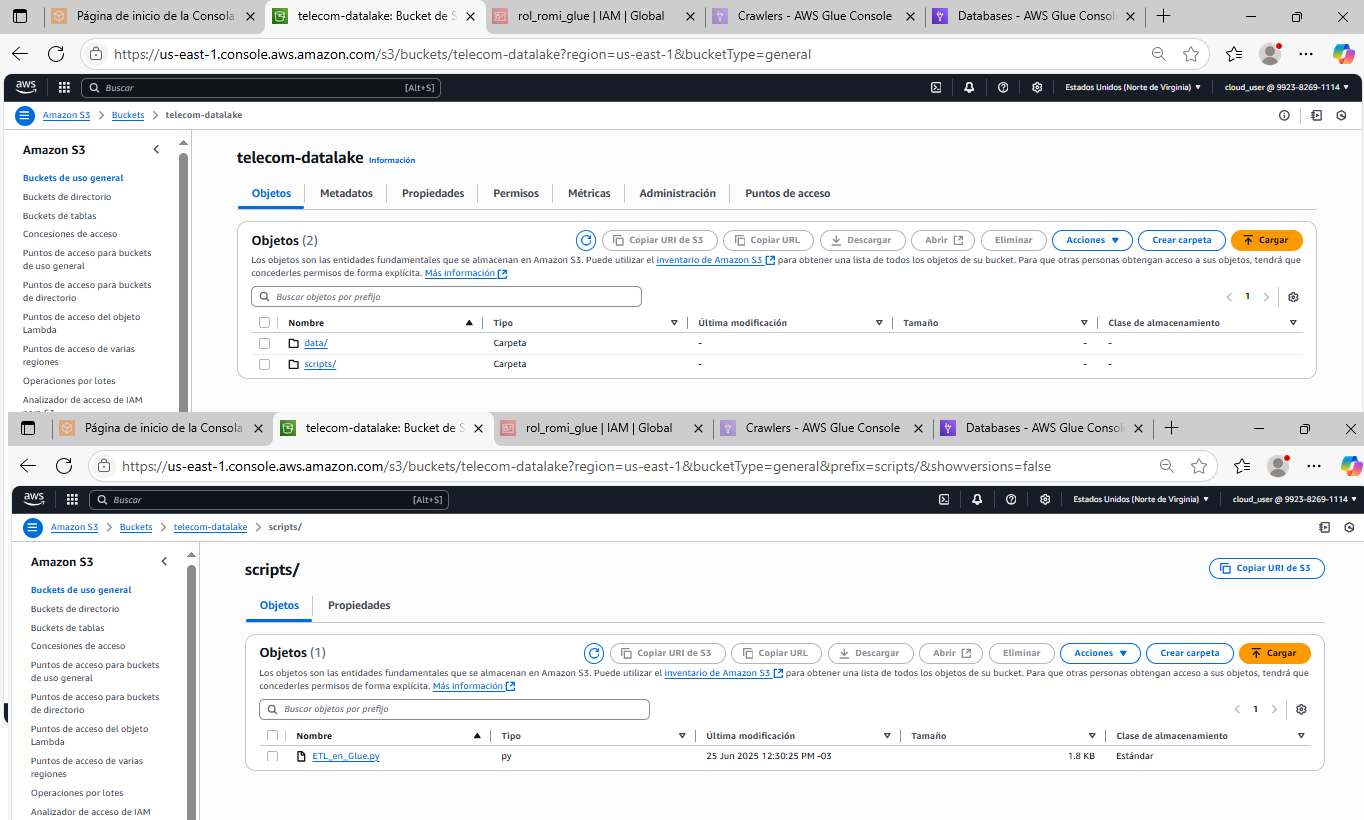 Página de inicio de la Consola
telecom-datalake: Bucket de S
rol_romi_glue | IAM | Global
Crawlers - AWS Glue Console
Databases - AWS Glue Consol
https://us-east-1.console.aws.amazon.com/s3/buckets/telecom-datalake?region=us-east-1&bucketType=general
aws
Buscar
[Alt+S]
Estados Unidos (Norte de Virginia)
cloud_user @ 9923-8269-1114
Amazon S3 > Buckets > telecom-datalake
Amazon S3
Buckets de uso general
Buckets de directorio
Buckets de tablas
Concesiones de acceso
Puntos de acceso para buckets
de uso general
Puntos de acceso para buckets
de directorio
Puntos de acceso del objeto
Lambda
Puntos de acceso de varias
regiones
Operaciones por lotes
Analizador de acceso de IAM
telecom-datalake Información
Objetos
Metadatos
Propiedades
Permisos
Métricas
Administración
Puntos de acceso
Objetos (2)
Copiar URI de S3
Copiar URL
Descargar
Abrir
Eliminar
Acciones
Crear carpeta
Cargar
Los objetos son las entidades fundamentales que se almacenan en Amazon S3. Puede utilizar el inventario de Amazon S3 para obtener una lista de todos los objetos de su bucket. Para que otras personas obtengan acceso a sus objetos, tendrá que
concederles permisos de forma explícita. Más información
Buscar objetos por prefijo
1
Nombre Tipo Última modificación Tamaño Clase de almacenamiento
data/ Carpeta - - -
scripts/ Carpeta - - -
Página de inicio de la Consola
telecom-datalake: Bucket de S
rol_romi_glue | IAM | Global
Crawlers - AWS Glue Console
Databases - AWS Glue Consol
https://us-east-1.console.aws.amazon.com/s3/buckets/telecom-datalake?region=us-east-1&bucketType=general&prefix=scripts/&showversions=false
aws
Buscar
[Alt+S]
Estados Unidos (Norte de Virginia)
cloud_user @ 9923-8269-1114
Amazon S3 > Buckets > telecom-datalake > scripts/
Amazon S3
Buckets de uso general
Buckets de directorio
Buckets de tablas
Concesiones de acceso
Puntos de acceso para buckets
de uso general
Puntos de acceso para buckets
de directorio
Puntos de acceso del objeto
Lambda
Puntos de acceso de varias
regiones
Operaciones por lotes
Analizador de acceso de IAM
scripts/
Copiar URI de S3
Objetos
Propiedades
Objetos (1)
Copiar URI de S3
Copiar URL
Descargar
Abrir
Eliminar
Acciones
Crear carpeta
Cargar
Los objetos son las entidades fundamentales que se almacenan en Amazon S3. Puede utilizar el inventario de Amazon S3 para obtener una lista de todos los objetos de su bucket. Para que otras personas obtengan acceso a sus objetos, tendrá que
concederles permisos de forma explícita. Más información
Buscar objetos por prefijo
1
Nombre Tipo Última modificación Tamaño Clase de almacenamiento
ETL_en_Glue.py py 25 Jun 2025 12:30:25 PM -03 1.8 KB Estándar